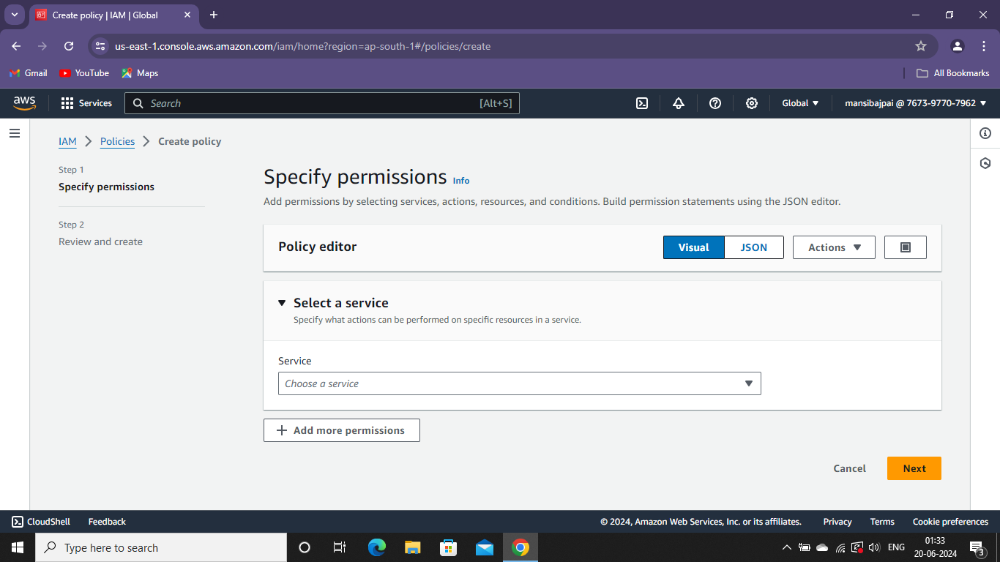 Create policy | IAM | Global
us-east-1.console.aws.amazon.com/iam/home?region=ap-south-1#/policies/create
Gmail YouTube Maps All Bookmarks
aws Services Search [Alt+S] Global mansibajpai @ 7673-9770-7962
IAM Policies Create policy
Step 1
Specify permissions
Step 2
Review and create
Specify permissions Info
Add permissions by selecting services, actions, resources, and conditions. Build permission statements using the JSON editor.
Policy editor Visual JSON Actions
Select a service
Specify what actions can be performed on specific resources in a service.
Service
Choose a service
Add more permissions
Cancel Next
CloudShell Feedback © 2024, Amazon Web Services, Inc. or its affiliates. Privacy Terms Cookie preferences
Type here to search ENG 01:33
20-06-2024 3